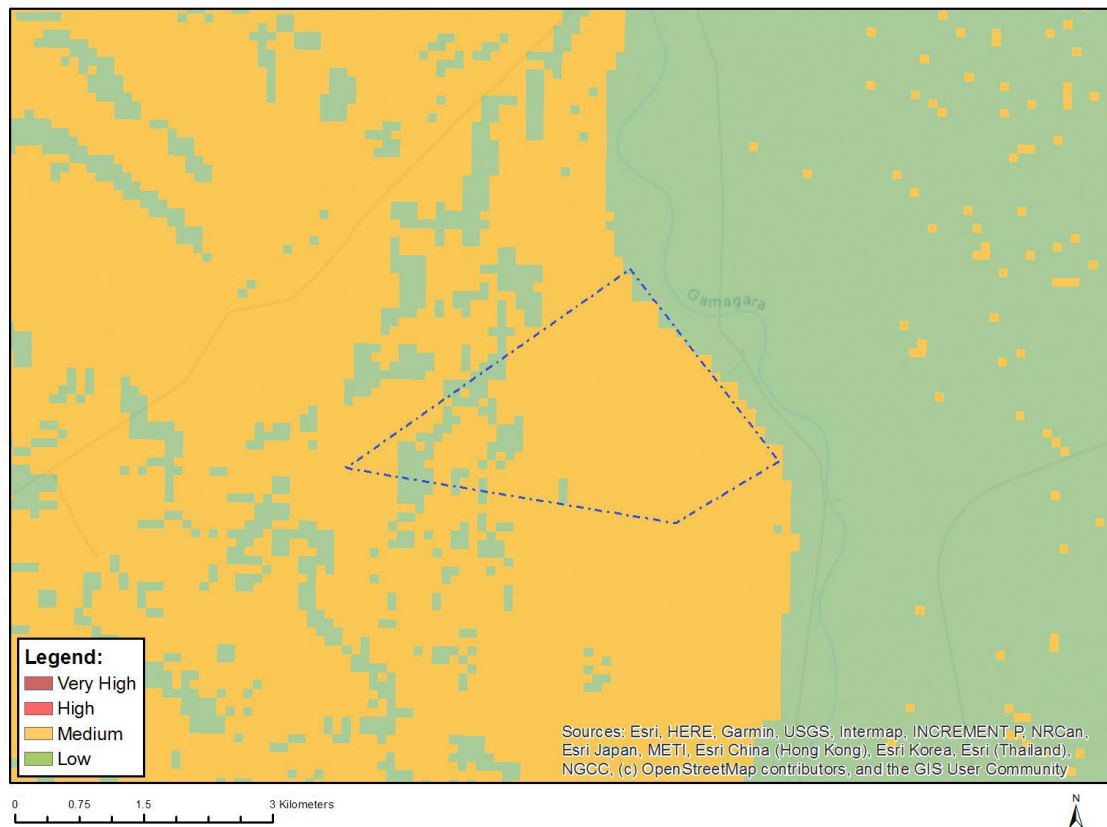 Gamagara
Legend:
Very High
High
Medium
Low
Sources: Esri, HERE, Garmin, USGS, Intermap, INCREMENT P, NRCan,
Esri Japan, METI, Esri China (Hong Kong), Esri Korea, Esri (Thailand),
NGCC, (c) OpenStreetMap contributors, and the GIS User Community
0 0.75 1.5 3 Kilometers
N